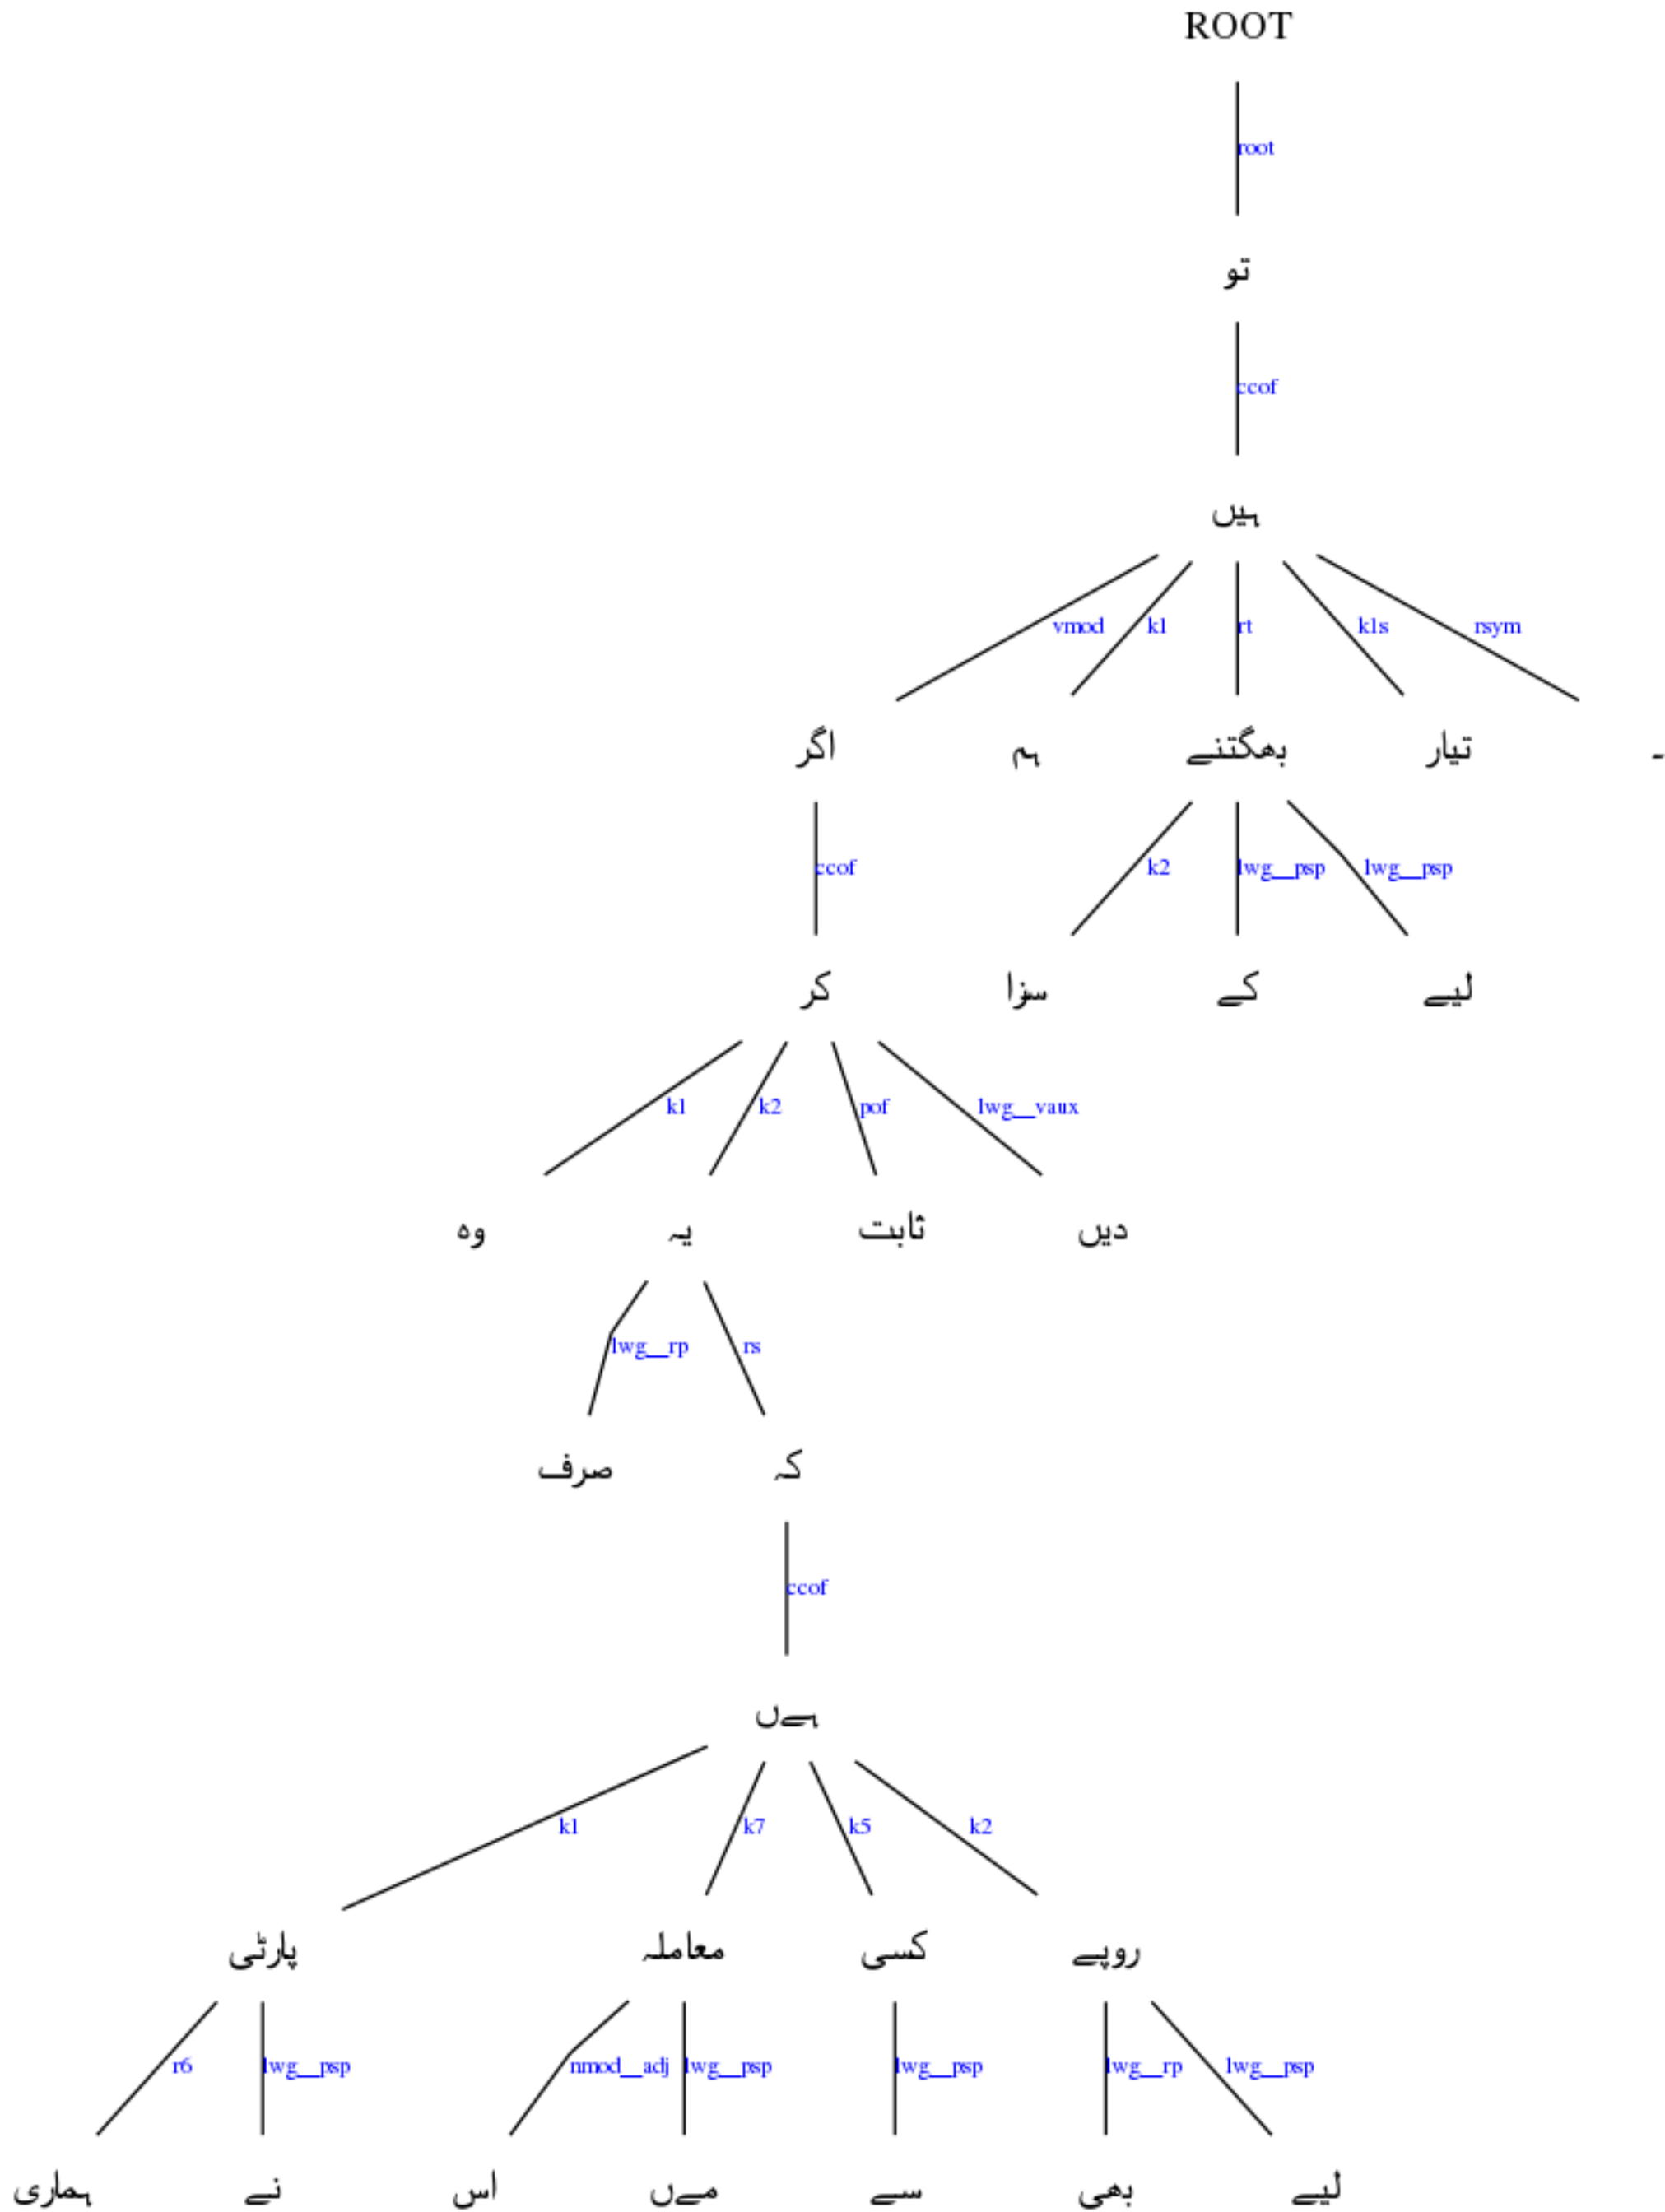 ROOT
root
تو
ccof
ہیں
vmod k1 rt k1s rsym
اگر ہم بھگتنے تیار ۔
ccof k2 lwg__psp lwg__psp
کر سزا کے لیے
k1 k2 pof lwg__vaux
وہ یہ ثابت دیں
lwg__rp rs
صرف کہ
ccof
ہےں
k1 k7 k5 k2
پارٹی معاملہ کسی روپے
r6 lwg__psp nmod__adj lwg__psp lwg__psp lwg__rp lwg__psp
ہماری نے اس مےں سے بھی لیے